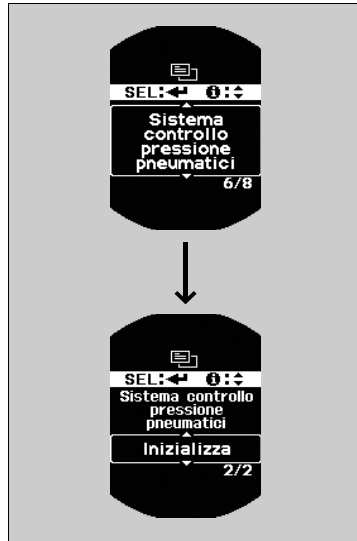 SEL:↵ i:⬍
Sistema
controllo
pressione
pneumatici
6/8
SEL:↵ i:⬍
Sistema controllo
pressione
pneumatici
Inizializza
2/2